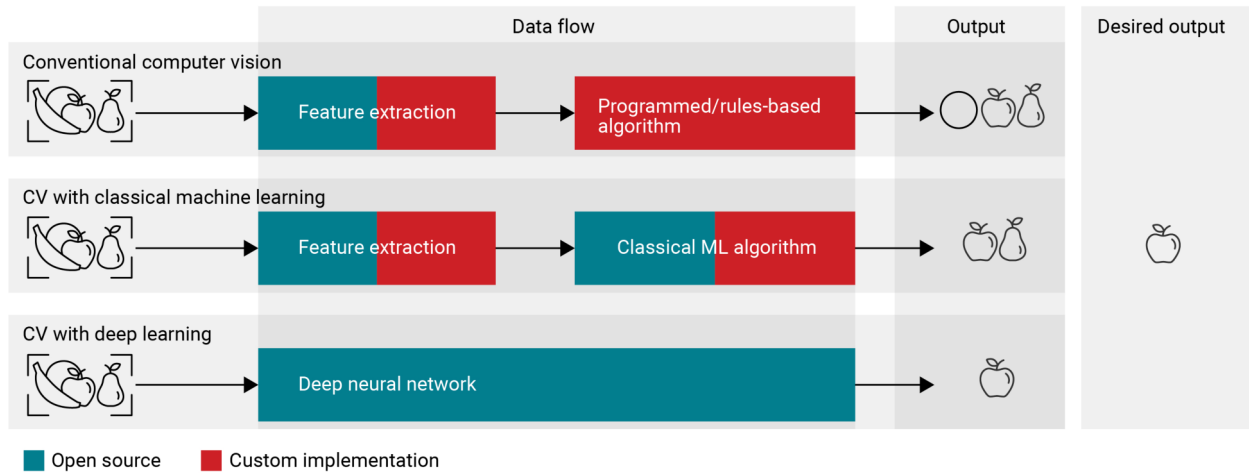 Data flow
Output
Desired output
Conventional computer vision
Feature extraction
Programmed/rules-based
algorithm
CV with classical machine learning
Feature extraction
Classical ML algorithm
CV with deep learning
Deep neural network
Open source
Custom implementation